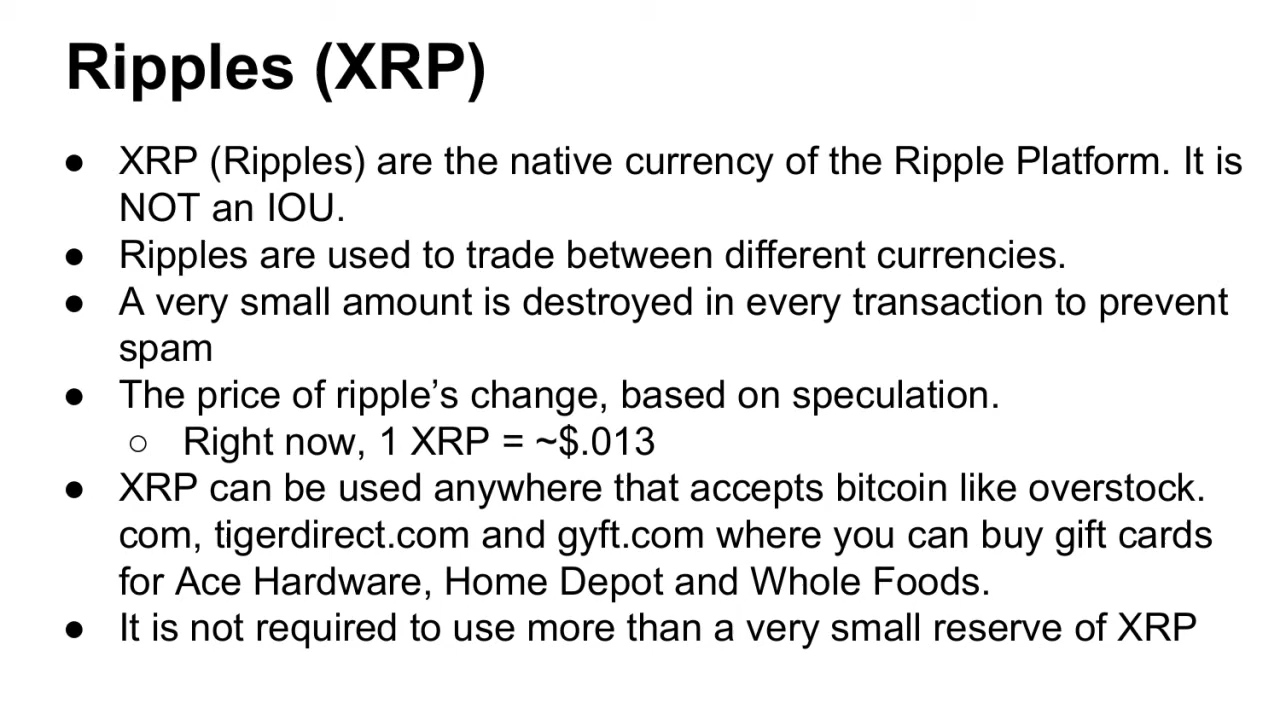 Ripples (XRP)
● XRP (Ripples) are the native currency of the Ripple Platform. It is
NOT an IOU.
● Ripples are used to trade between different currencies.
● A very small amount is destroyed in every transaction to prevent
spam
● The price of ripple’s change, based on speculation.
○ Right now, 1 XRP = ~$.013
● XRP can be used anywhere that accepts bitcoin like overstock.
com, tigerdirect.com and gyft.com where you can buy gift cards
for Ace Hardware, Home Depot and Whole Foods.
● It is not required to use more than a very small reserve of XRP